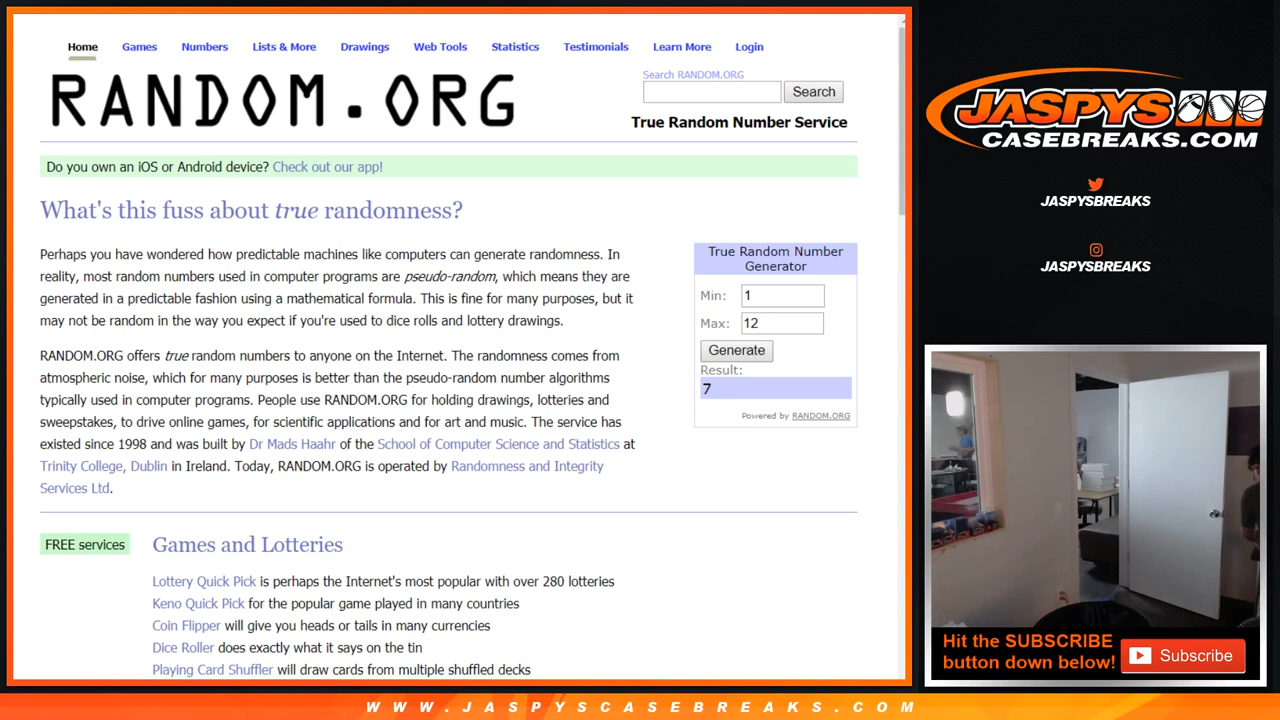 Home Games Numbers Lists & More Drawings Web Tools Statistics Testimonials Learn More Login
RANDOM.ORG
Search RANDOM.ORG
Search
True Random Number Service
Do you own an iOS or Android device? Check out our app!
What's this fuss about true randomness?
Perhaps you have wondered how predictable machines like computers can generate randomness. In
reality, most random numbers used in computer programs are pseudo-random, which means they are
generated in a predictable fashion using a mathematical formula. This is fine for many purposes, but it
may not be random in the way you expect if you're used to dice rolls and lottery drawings.
RANDOM.ORG offers true random numbers to anyone on the Internet. The randomness comes from
atmospheric noise, which for many purposes is better than the pseudo-random number algorithms
typically used in computer programs. People use RANDOM.ORG for holding drawings, lotteries and
sweepstakes, to drive online games, for scientific applications and for art and music. The service has
existed since 1998 and was built by Dr Mads Haahr of the School of Computer Science and Statistics at
Trinity College, Dublin in Ireland. Today, RANDOM.ORG is operated by Randomness and Integrity
Services Ltd.
True Random Number
Generator
Min: 1
Max: 12
Generate
Result:
7
Powered by RANDOM.ORG
FREE services
Games and Lotteries
Lottery Quick Pick is perhaps the Internet's most popular with over 280 lotteries
Keno Quick Pick for the popular game played in many countries
Coin Flipper will give you heads or tails in many currencies
Dice Roller does exactly what it says on the tin
Playing Card Shuffler will draw cards from multiple shuffled decks
JASPYS
CASEBREAKS.COM
JASPYSBREAKS
JASPYSBREAKS
Hit the SUBSCRIBE
button down below!
Subscribe
WWW.JASPYSCASEBREAKS.COM